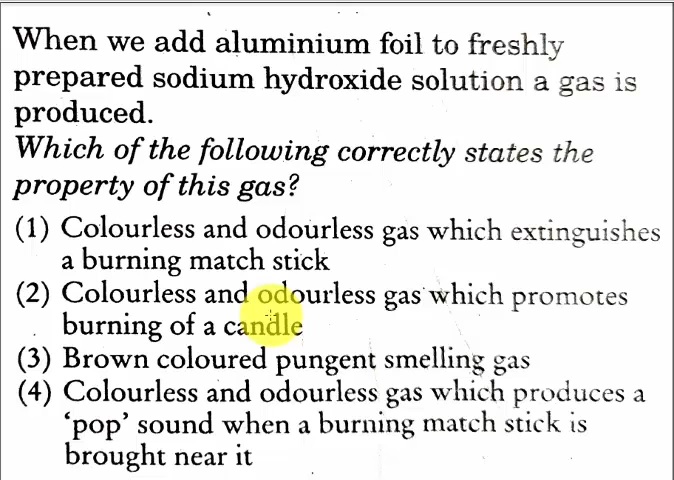 When we add aluminium foil to freshly
prepared sodium hydroxide solution a gas is
produced.
Which of the following correctly states the
property of this gas?
(1) Colourless and odourless gas which extinguishes
a burning match stick
(2) Colourless and odourless gas which promotes
burning of a candle
(3) Brown coloured pungent smelling gas
(4) Colourless and odourless gas which produces a
‘pop’ sound when a burning match stick is
brought near it